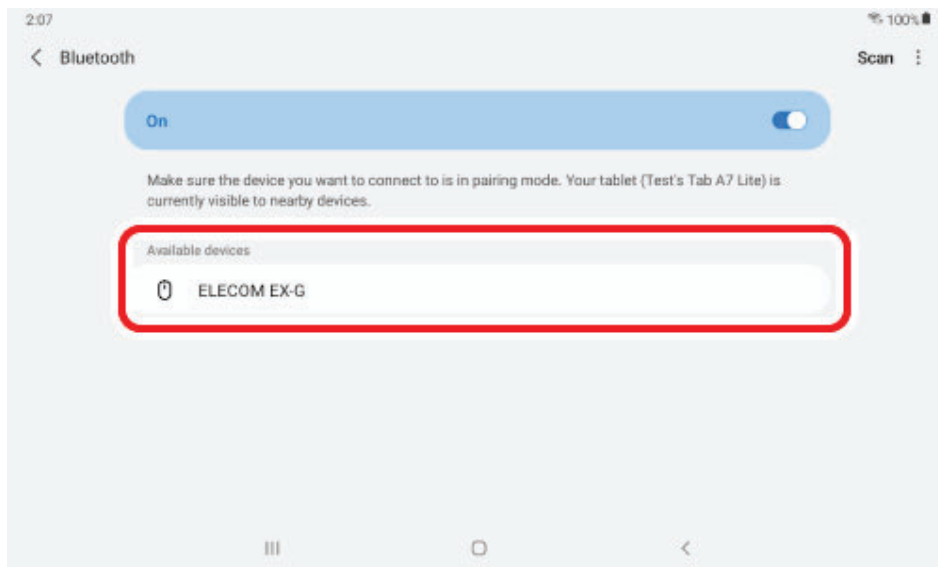 2:07
100%
Bluetooth
Scan
On
Make sure the device you want to connect to is in pairing mode. Your tablet (Test's Tab A7 Lite) is
currently visible to nearby devices.
Available devices
ELECOM EX-G